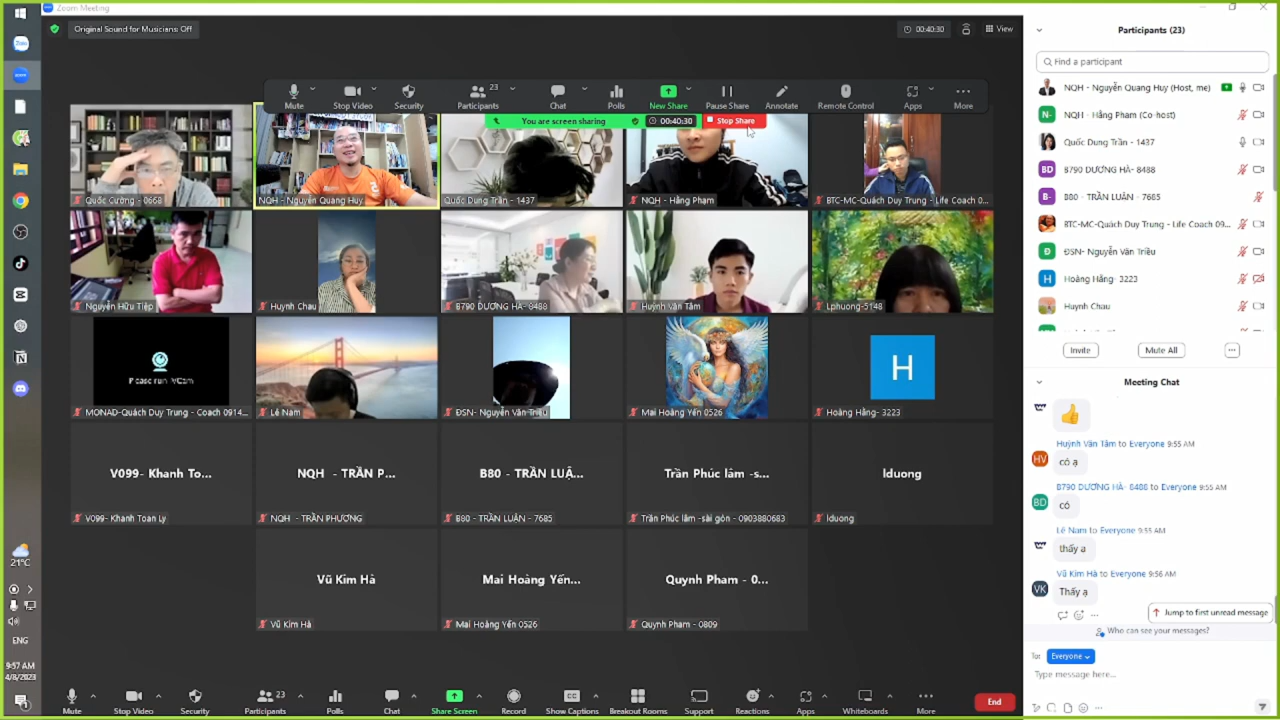 Zoom Meeting
Original Sound for Musicians: Off
00:40:30
View
Mute
Stop Video
Security
Participants
23
Chat
Polls
New Share
Pause Share
Annotate
Remote Control
Apps
More
You are screen sharing
00:40:30
Stop Share
Quốc Cường - 0668
NQH - Nguyễn Quang Huy
Quốc Dung Trần - 1437
NQH - Hằng Phạm
BTC-MC-Quách Duy Trung - Life Coach 0...
Nguyễn Hữu Tiệp
Huynh Chau
B790 DƯƠNG HÀ- 8488
Huỳnh Văn Tâm
Lphuong-5148
Please run iVCam
MONAD-Quách Duy Trung - Coach 0914...
Lê Nam
ĐSN- Nguyễn Văn Triều
Mai Hoàng Yến 0526
H
Hoàng Hằng- 3223
V099- Khanh To...
V099- Khanh Toan Ly
NQH - TRẦN P...
NQH - TRẦN PHƯỢNG
B80 - TRẦN LUẬ...
B80 - TRẦN LUẬN - 7685
Trần Phúc lâm -s...
Trần Phúc lâm -sài gòn - 0903880683
lduong
lduong
Vũ Kim Hà
Vũ Kim Hà
Mai Hoàng Yến...
Mai Hoàng Yến 0526
Quynh Pham - 0...
Quynh Pham - 0809
Mute
Stop Video
Security
Participants
23
Polls
Chat
Share Screen
Record
Show Captions
Breakout Rooms
Support
Reactions
Apps
Whiteboards
More
End
Participants (23)
Find a participant
NQH - Nguyễn Quang Huy (Host, me)
N-
NQH - Hằng Phạm (Co-host)
Quốc Dung Trần - 1437
BD
B790 DƯƠNG HÀ- 8488
B-
B80 - TRẦN LUẬN - 7685
BTC-MC-Quách Duy Trung - Life Coach 09...
Đ
ĐSN- Nguyễn Văn Triều
H
Hoàng Hằng- 3223
Huynh Chau
Invite
Mute All
Meeting Chat
Huỳnh Văn Tâm to Everyone 9:55 AM
HV
có ạ
B790 DƯƠNG HÀ- 8488 to Everyone 9:55 AM
BD
có
Lê Nam to Everyone 9:55 AM
thấy a
Vũ Kim Hà to Everyone 9:56 AM
VK
Thấy ạ
Jump to first unread message
Who can see your messages?
To: Everyone
Type message here...
Zalo
zoom
21°C
ENG
9:57 AM
4/8/2023